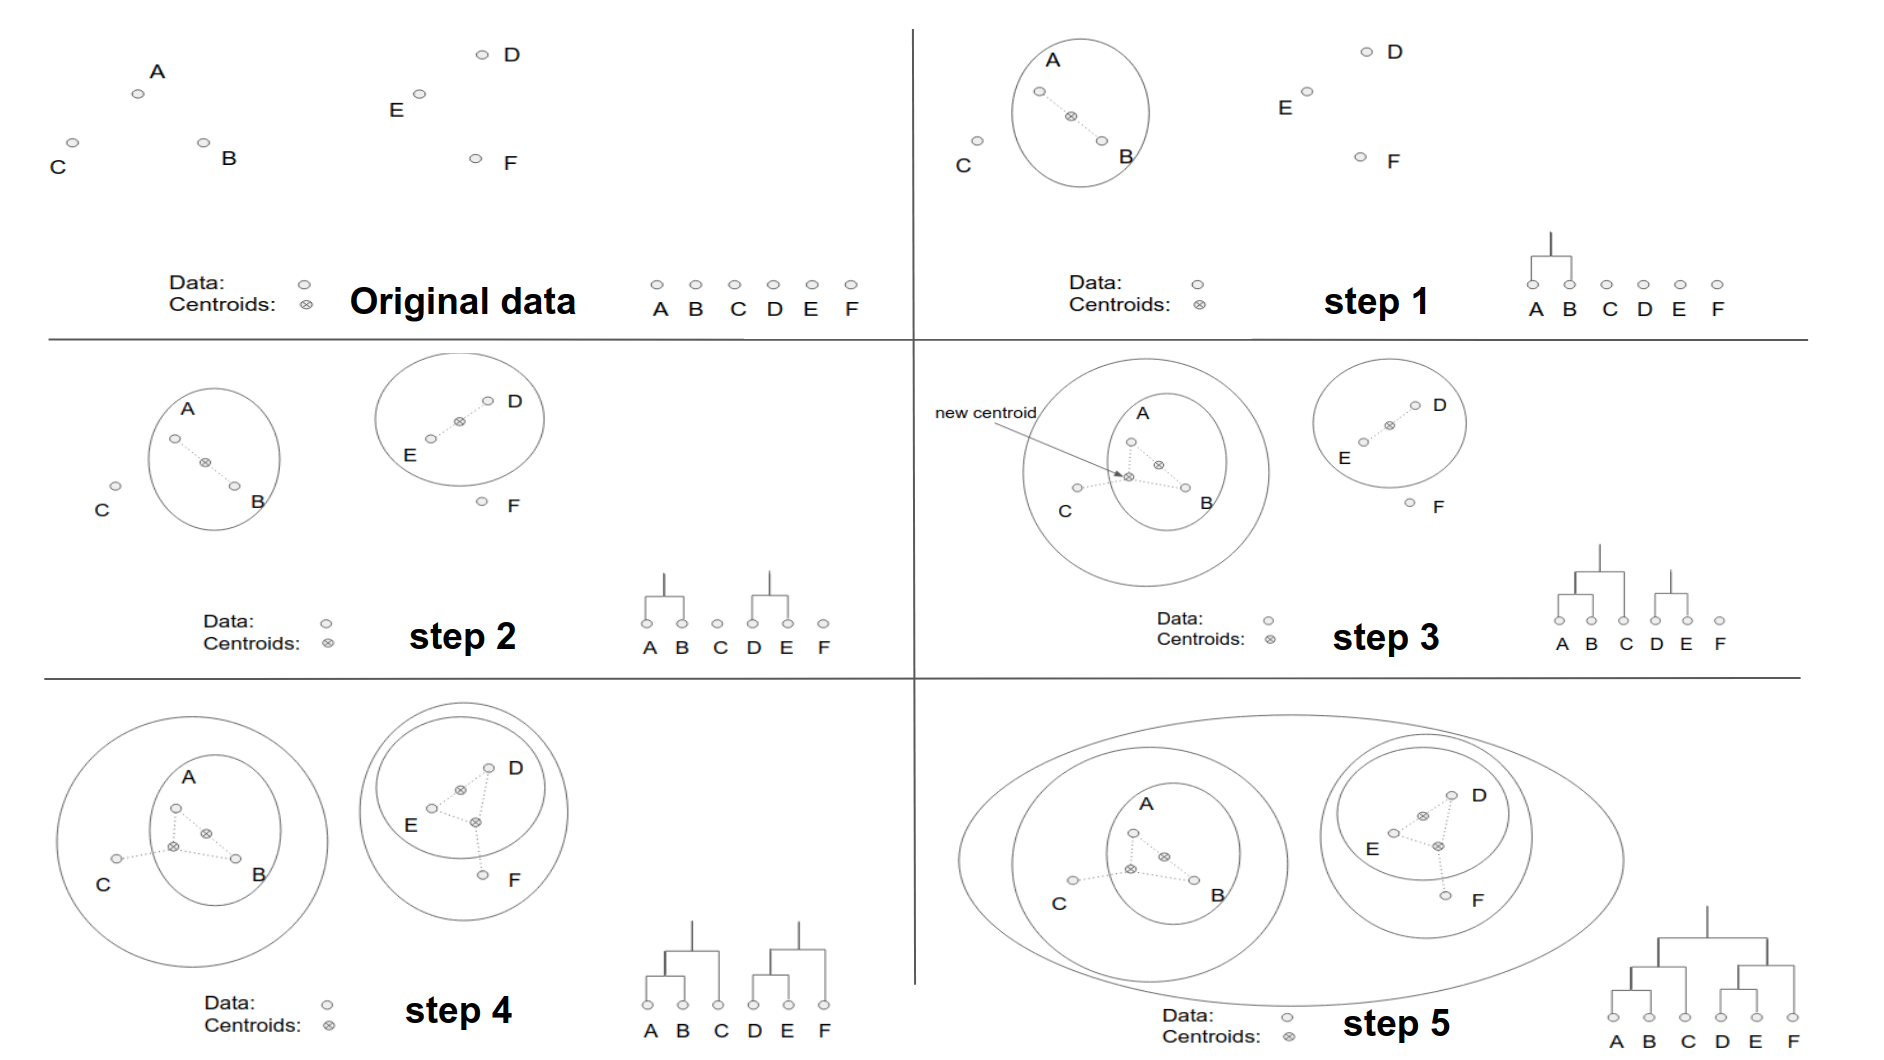 A
D
E
C
B
F
Data:
Centroids:
Original data
A B C D E F
A
D
E
B
C
F
Data:
Centroids:
step 1
A B C D E F
A
D
E
B
C
F
Data:
Centroids:
step 2
A B C D E F
new centroid
A
D
E
B
C
F
Data:
Centroids:
step 3
A B C D E F
A
D
E
B
C
F
Data:
Centroids:
step 4
A B C D E F
A
D
E
B
C
F
Data:
Centroids:
step 5
A B C D E F